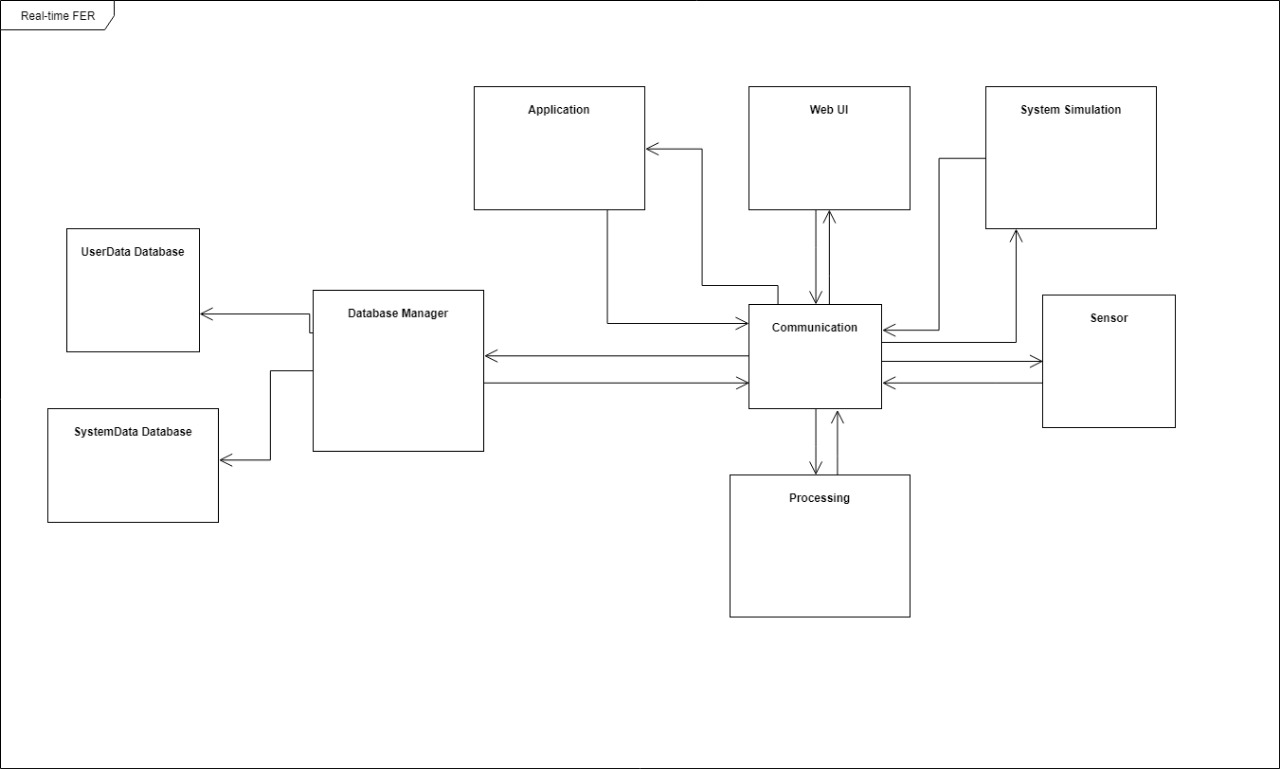 Real-time FER
Application
Web UI
System Simulation
UserData Database
Database Manager
Sensor
Communication
SystemData Database
Processing